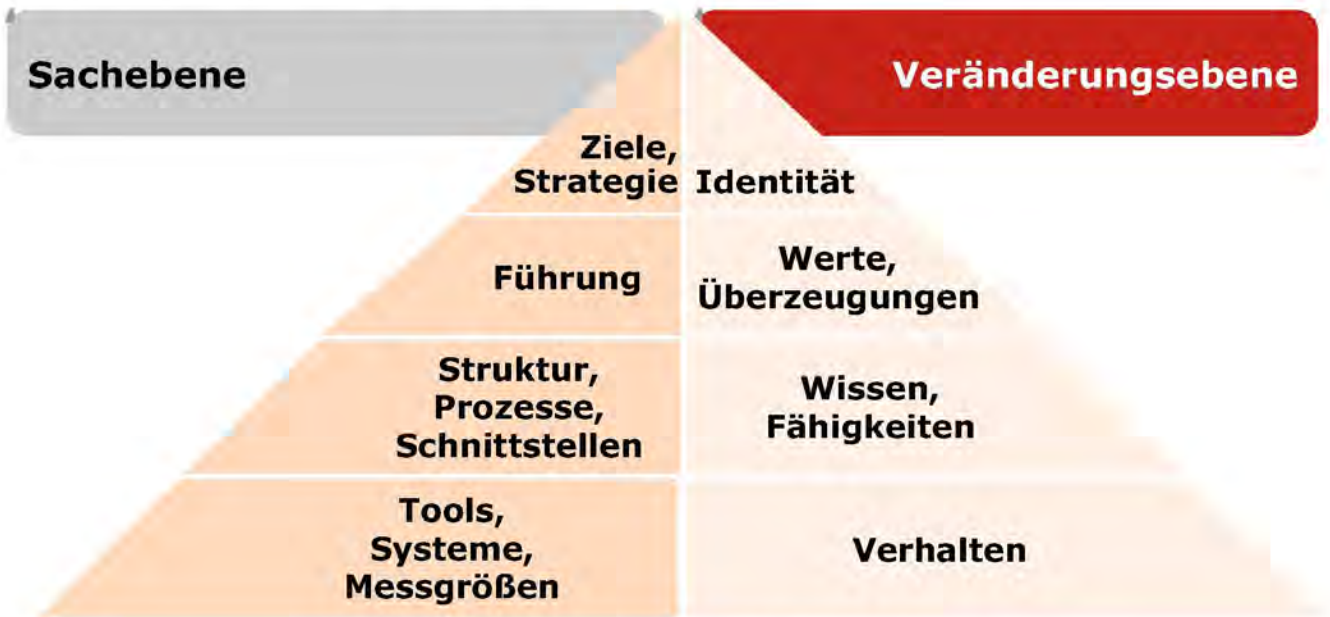 Sachebene
Veränderungsebene
Ziele,
Strategie
Identität
Führung
Werte,
Überzeugungen
Struktur,
Prozesse,
Schnittstellen
Wissen,
Fähigkeiten
Tools,
Systeme,
Messgrößen
Verhalten